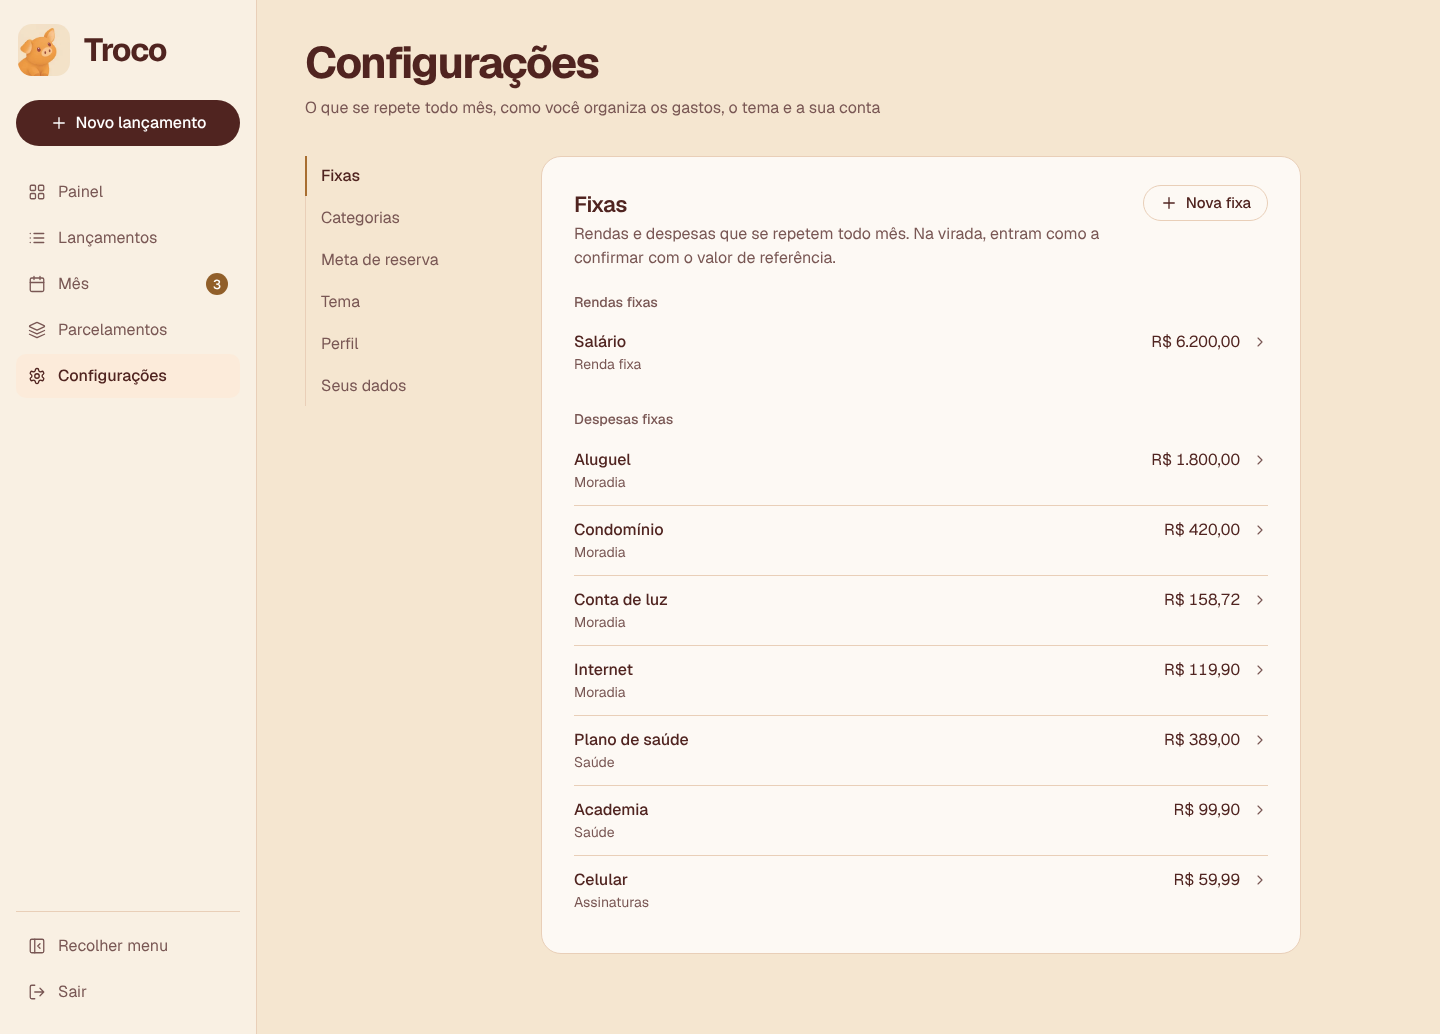 Troco
Novo lançamento
Painel
Lançamentos
Mês
3
Parcelamentos
Configurações
Recolher menu
Sair
Configurações
O que se repete todo mês, como você organiza os gastos, o tema e a sua conta
Fixas
Categorias
Meta de reserva
Tema
Perfil
Seus dados
Fixas
Nova fixa
Rendas e despesas que se repetem todo mês. Na virada, entram como a
confirmar com o valor de referência.
Rendas fixas
Salário
R$ 6.200,00
Renda fixa
Despesas fixas
Aluguel
R$ 1.800,00
Moradia
Condomínio
R$ 420,00
Moradia
Conta de luz
R$ 158,72
Moradia
Internet
R$ 119,90
Moradia
Plano de saúde
R$ 389,00
Saúde
Academia
R$ 99,90
Saúde
Celular
R$ 59,99
Assinaturas